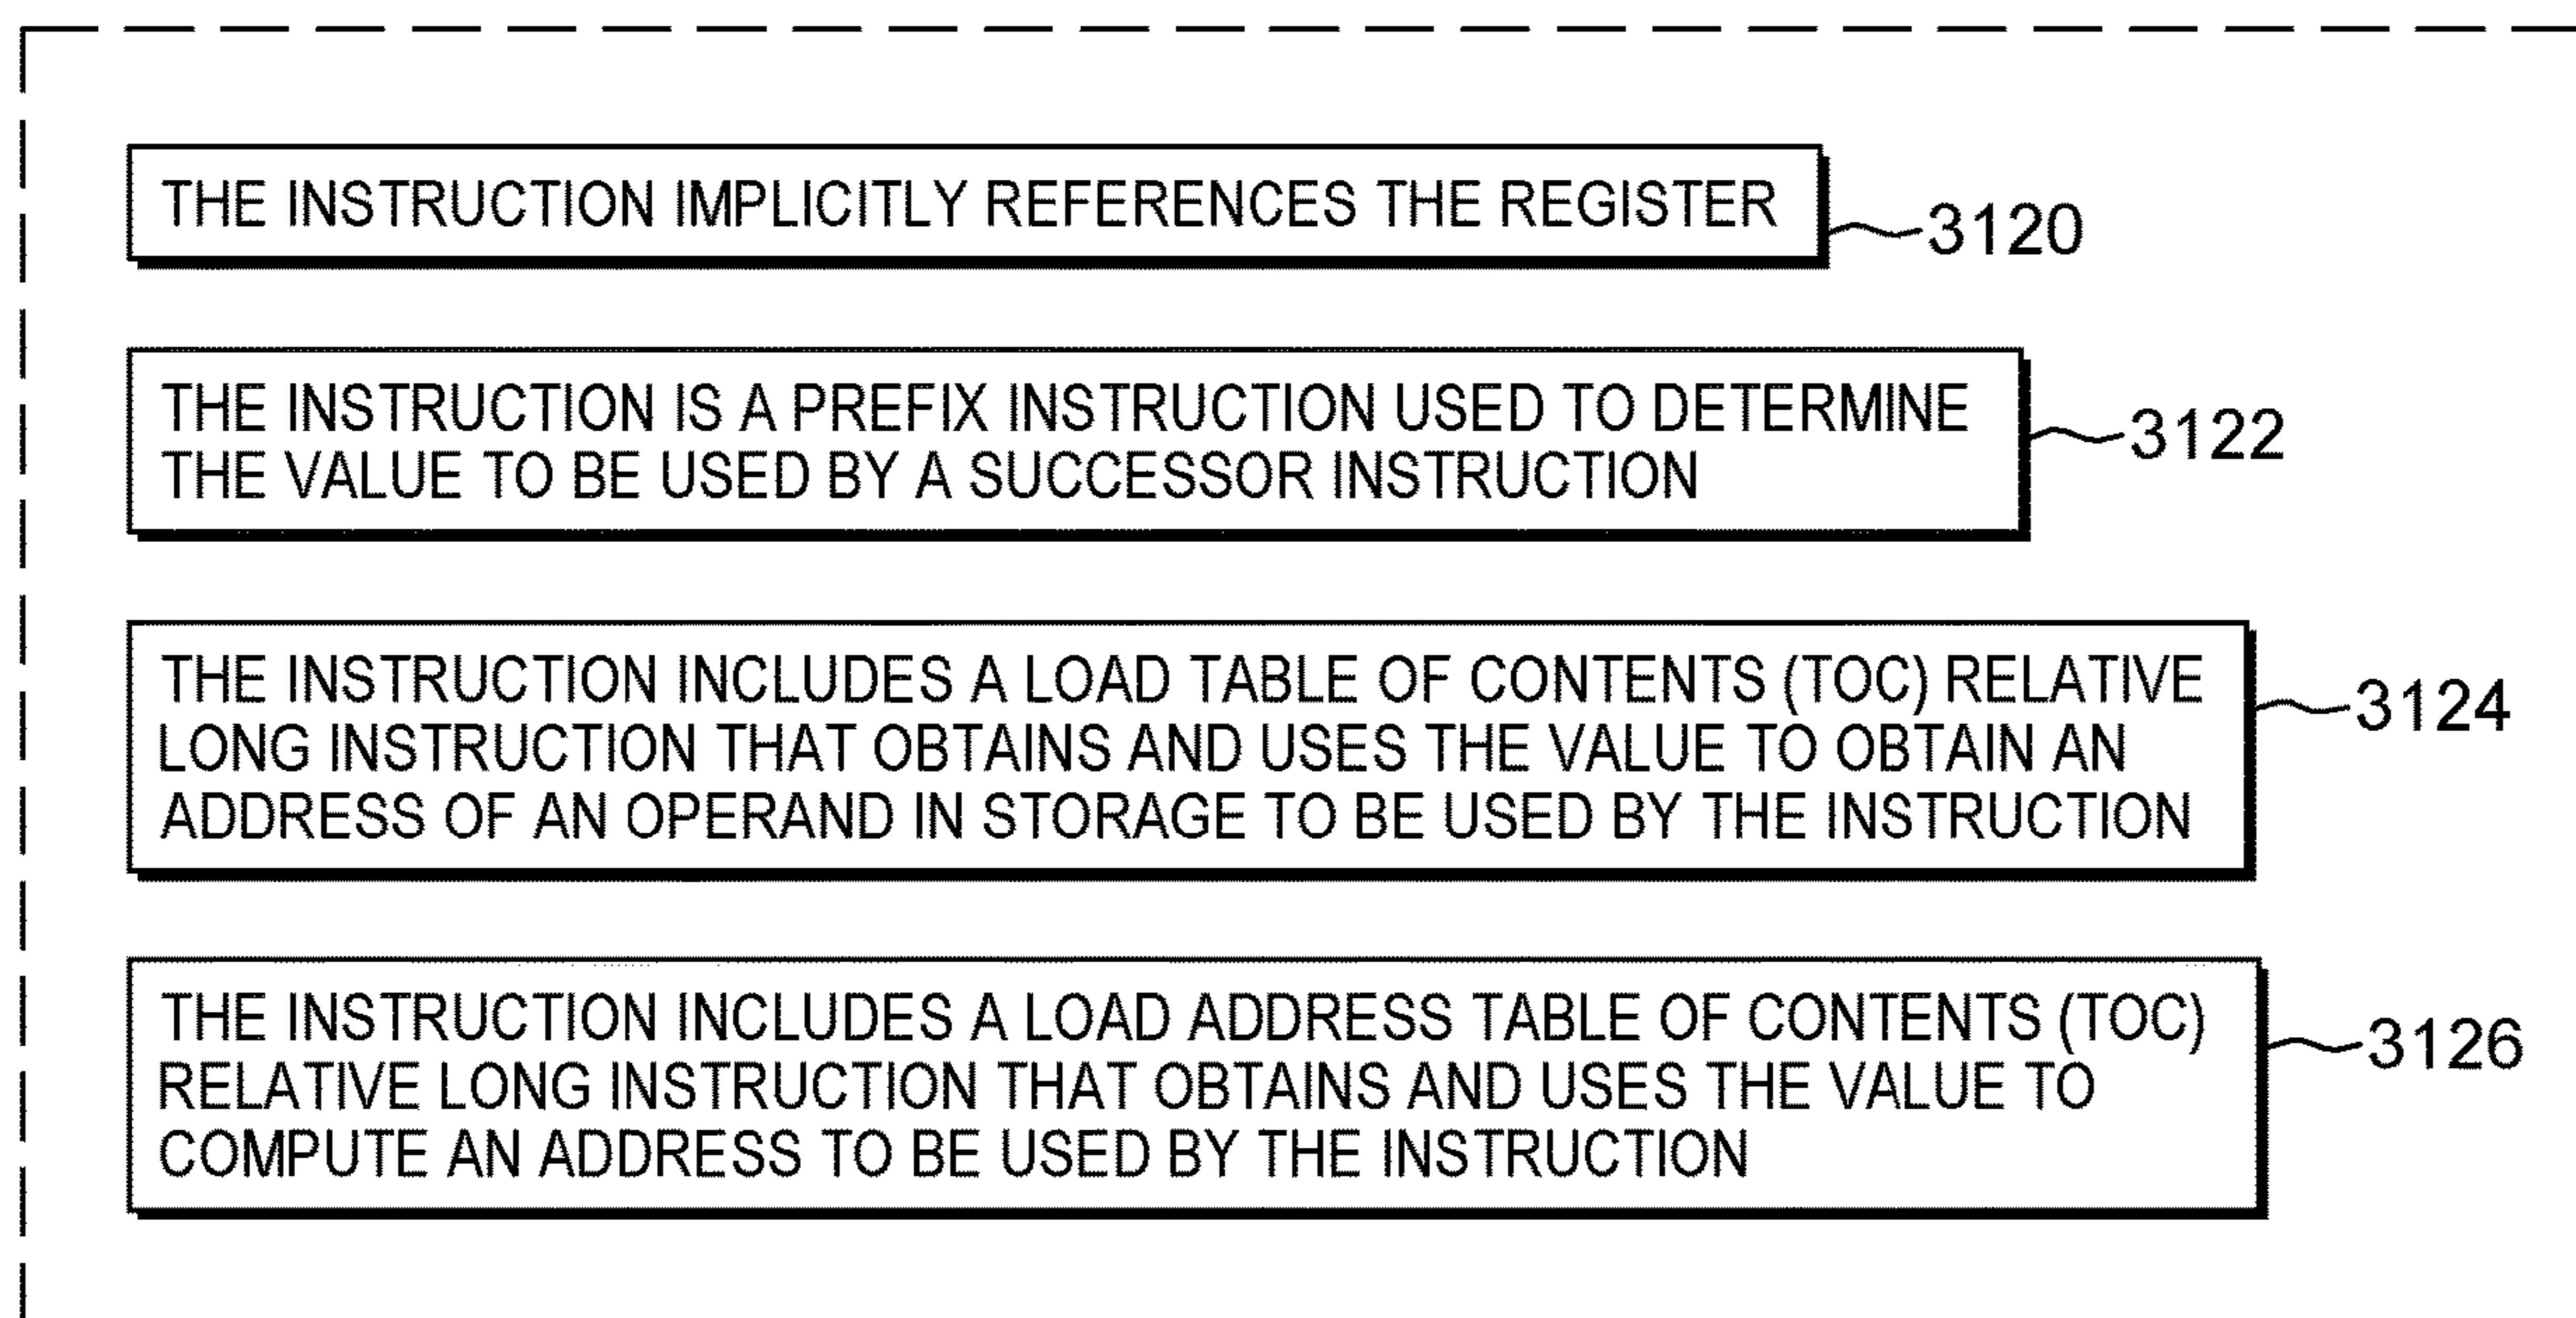 THE INSTRUCTION IMPLICITLY REFERENCES THE REGISTER
3120
THE INSTRUCTION IS A PREFIX INSTRUCTION USED TO DETERMINE
THE VALUE TO BE USED BY A SUCCESSOR INSTRUCTION
3122
THE INSTRUCTION INCLUDES A LOAD TABLE OF CONTENTS (TOC) RELATIVE
LONG INSTRUCTION THAT OBTAINS AND USES THE VALUE TO OBTAIN AN
ADDRESS OF AN OPERAND IN STORAGE TO BE USED BY THE INSTRUCTION
3124
THE INSTRUCTION INCLUDES A LOAD ADDRESS TABLE OF CONTENTS (TOC)
RELATIVE LONG INSTRUCTION THAT OBTAINS AND USES THE VALUE TO
COMPUTE AN ADDRESS TO BE USED BY THE INSTRUCTION
3126